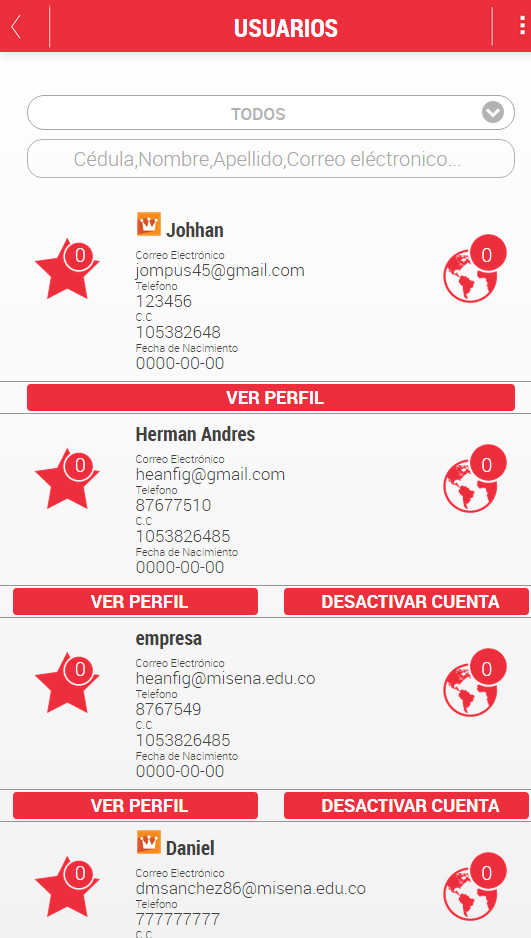 USUARIOS
TODOS
Cédula,Nombre,Apellido,Correo eléctronico...
Johhan
0
0
Correo Electrónico
jompus45@gmail.com
Telefono
123456
C.C
105382648
Fecha de Nacimiento
0000-00-00
VER PERFIL
Herman Andres
0
0
Correo Electrónico
heanfig@gmail.com
Telefono
87677510
C.C
1053826485
Fecha de Nacimiento
0000-00-00
VER PERFIL DESACTIVAR CUENTA
empresa
0
0
Correo Electrónico
heanfig@misena.edu.co
Telefono
8767549
C.C
1053826485
Fecha de Nacimiento
0000-00-00
VER PERFIL DESACTIVAR CUENTA
Daniel
0
0
Correo Electrónico
dmsanchez86@misena.edu.co
Telefono
777777777
C.C